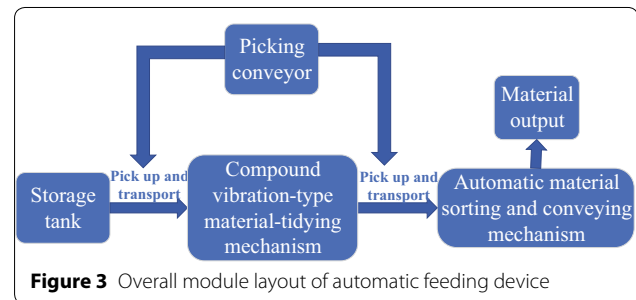 Picking
conveyor
Material
output
Pick up and
transport
Pick up and
transport
Storage
tank
Compound
vibration-type
material-tidying
mechanism
Automatic material
sorting and conveying
mechanism
Figure 3 Overall module layout of automatic feeding device